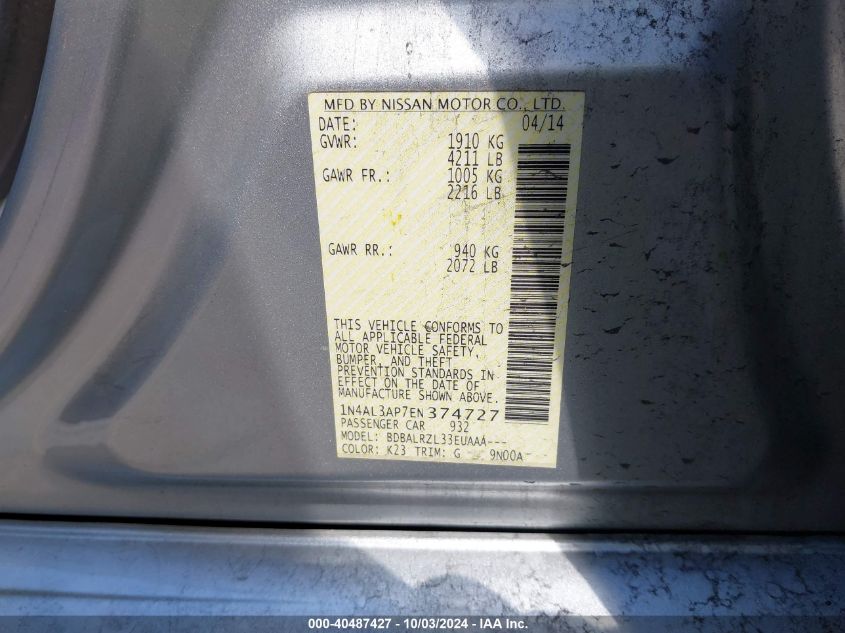 MFD BY NISSAN MOTOR CO., LTD.
DATE: 04/14
GVWR: 1910 KG
4211 LB
GAWR FR.: 1005 KG
2216 LB
GAWR RR.: 940 KG
2072 LB
THIS VEHICLE CONFORMS TO
ALL APPLICABLE FEDERAL
MOTOR VEHICLE SAFETY,
BUMPER, AND THEFT
PREVENTION STANDARDS IN
EFFECT ON THE DATE OF
MANUFACTURE SHOWN ABOVE.
1N4AL3AP7EN374727
PASSENGER CAR 932
MODEL: BDBALRZL33EUAAA---
COLOR: K23 TRIM: G 9N00A
000-40487427 - 10/03/2024 - IAA Inc.